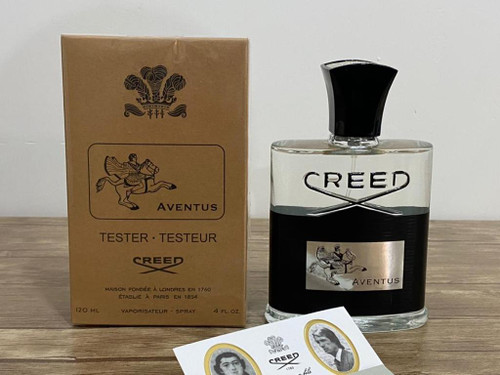 AVENTUS
TESTER · TESTEUR
CREED
MAISON FONDÉE À LONDRES EN 1760
ÉTABLIE À PARIS EN 1854
120 ML VAPORISATEUR · SPRAY 4 FL OZ
CREED
AVENTUS
CREED
1760